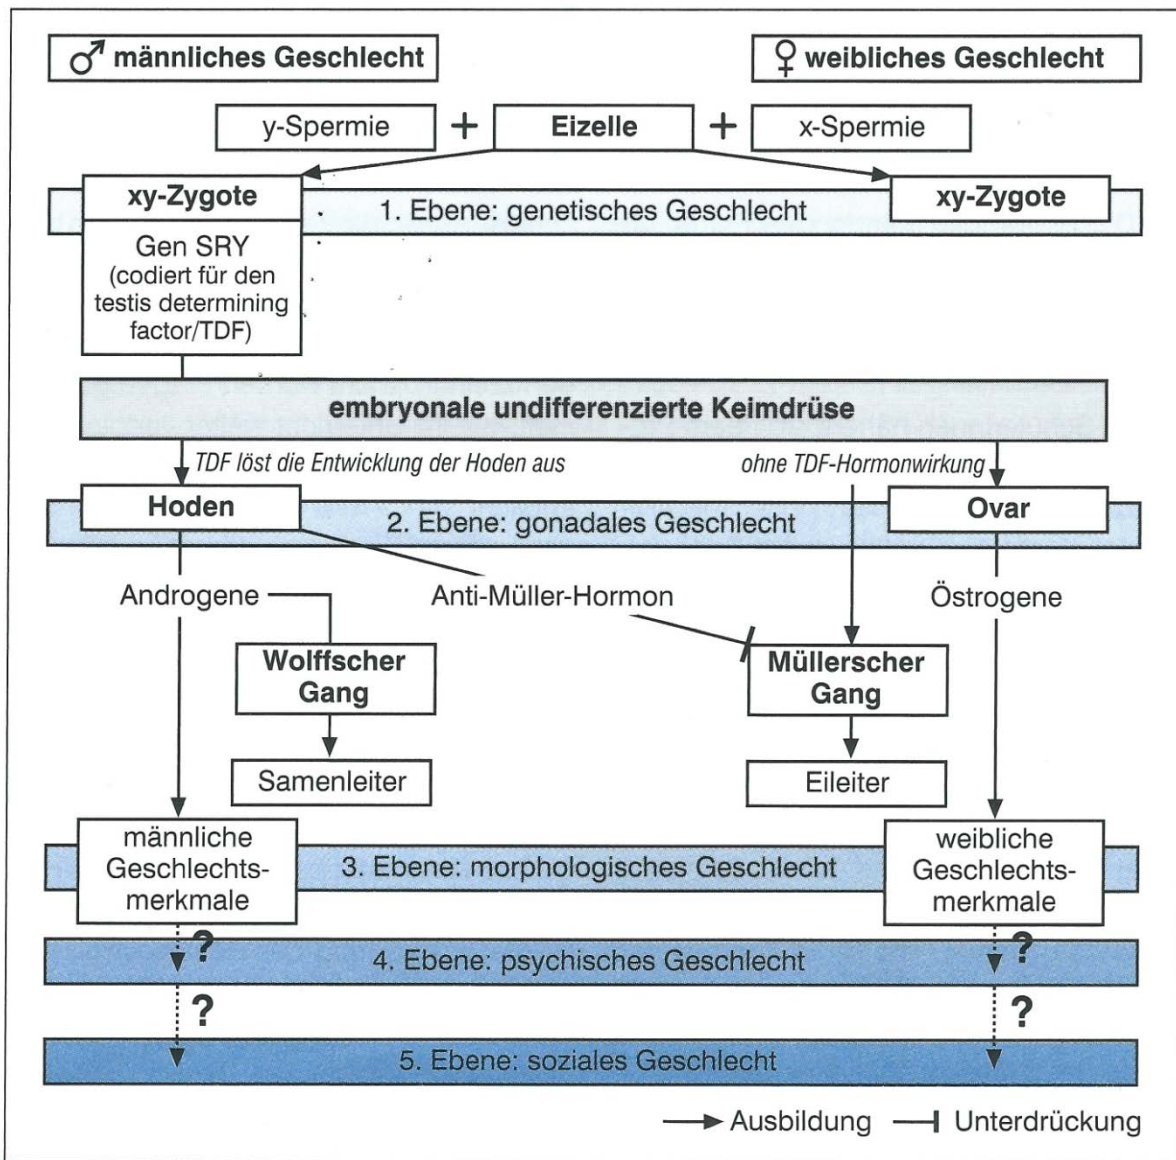 ♂ männliches Geschlecht
♀ weibliches Geschlecht
y-Spermie + Eizelle + x-Spermie
xy-Zygote
xy-Zygote
1. Ebene: genetisches Geschlecht
Gen SRY
(codiert für den
testis determining
factor/TDF)
embryonale undifferenzierte Keimdrüse
TDF löst die Entwicklung der Hoden aus
ohne TDF-Hormonwirkung
Hoden
2. Ebene: gonadales Geschlecht
Ovar
Androgene
Anti-Müller-Hormon
Östrogene
Wolffscher
Gang
Müllerscher
Gang
Samenleiter
Eileiter
männliche
Geschlechts-
merkmale
3. Ebene: morphologisches Geschlecht
weibliche
Geschlechts-
merkmale
?
?
4. Ebene: psychisches Geschlecht
?
?
5. Ebene: soziales Geschlecht
Ausbildung
Unterdrückung